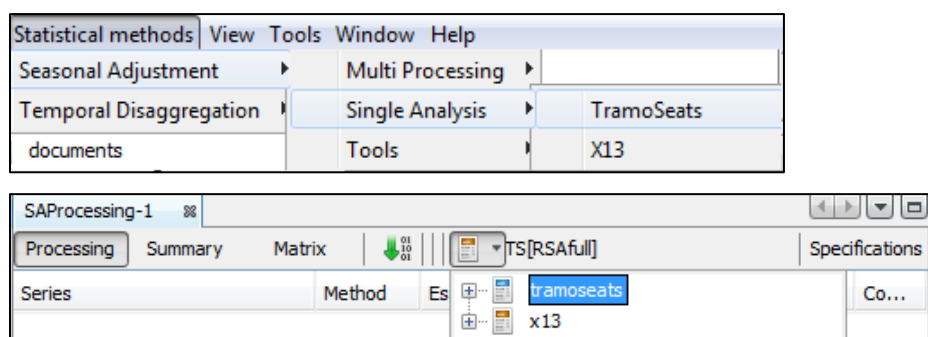 Statistical methods View Tools Window Help
Seasonal Adjustment Multi Processing
Temporal Disaggregation Single Analysis TramoSeats
documents Tools X13
SAProcessing-1
Processing Summary Matrix TS[RSAfull] Specifications
Series Method Es tramoseats Co...
x13